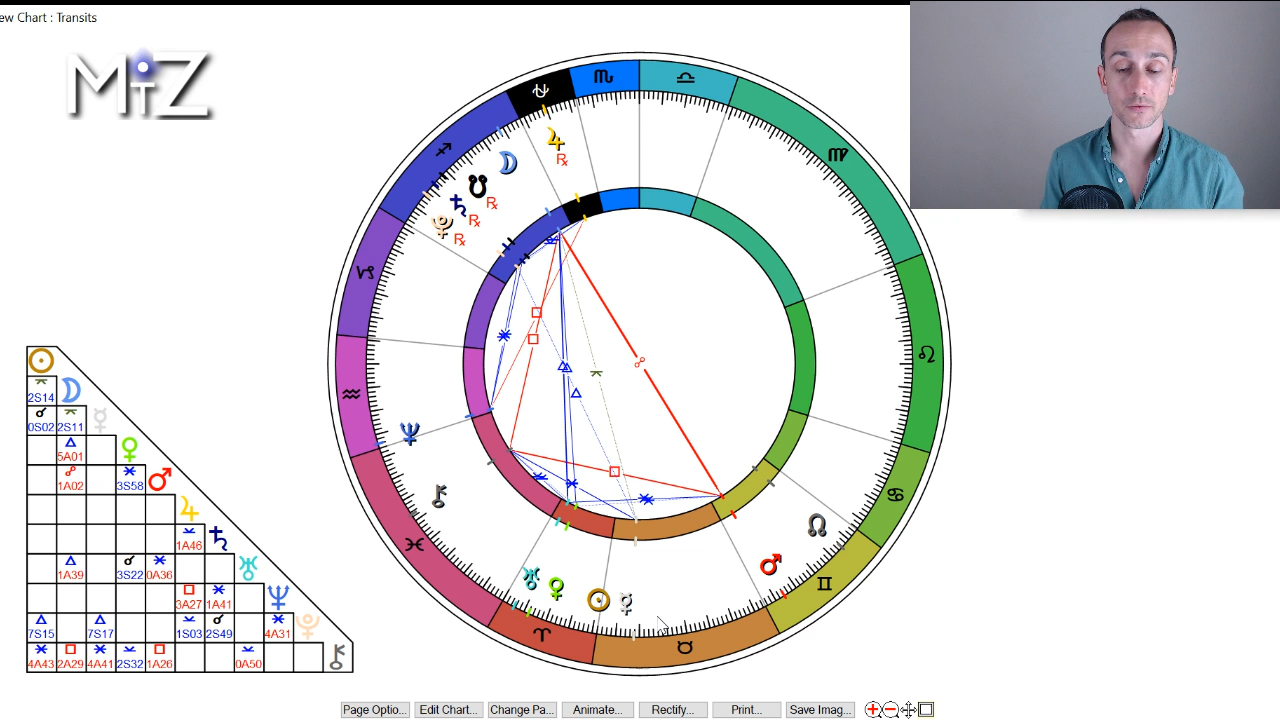 ew Chart : Transits
MTZ
℞
℞
℞
℞
2S14
0S02 2S11
5A01
1A02 3S58
1A46
1A39 3S22 0A36
3A27 1A41
7S15 7S17 1S03 2S49 4A31
4A43 2A29 4A41 2S32 1A26 0A50
Page Optio... Edit Chart... Change Pa... Animate... Rectify... Print... Save Imag...